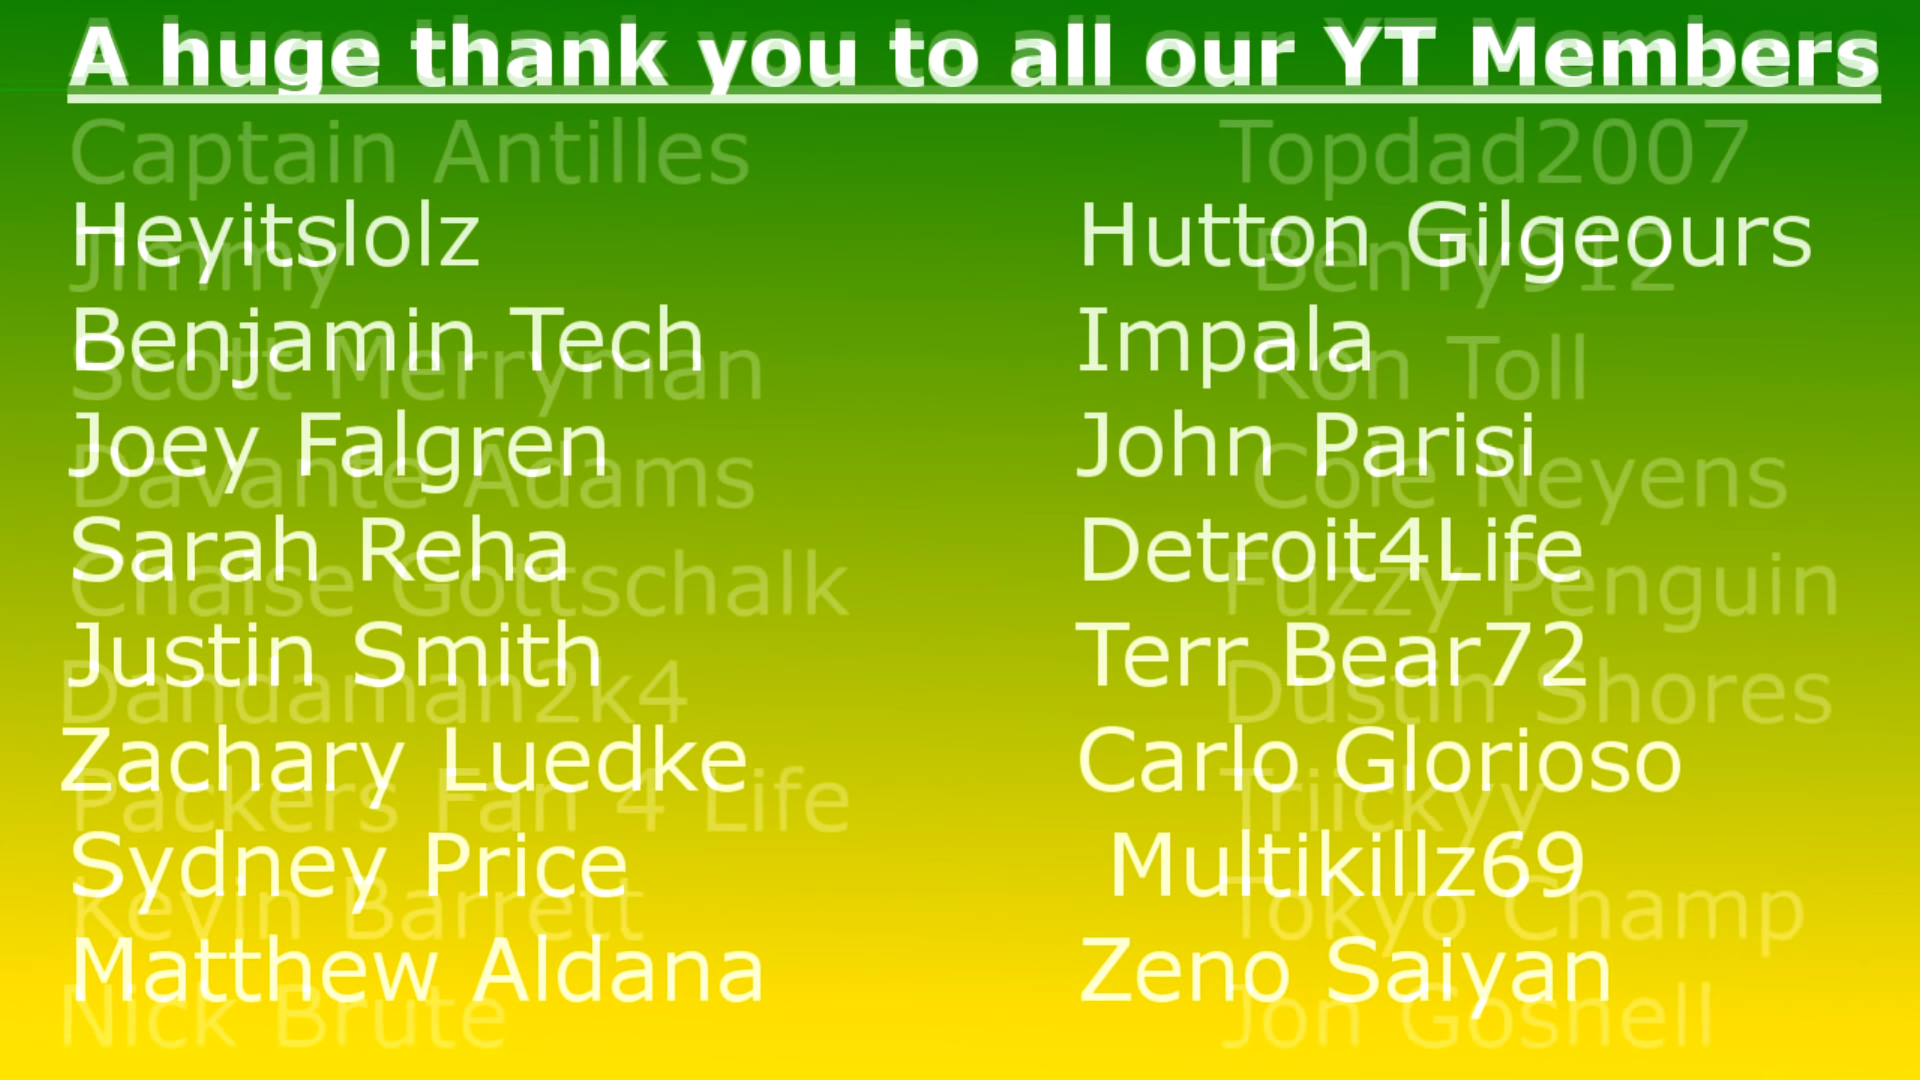 A huge thank you to all our YT Members
Captain Antilles Topdad2007
Heyitslolz Hutton Gilgeours
Jimmy BenTy912
Benjamin Tech Impala
Scott Merryman Ron Toll
Joey Falgren John Parisi
Davante Adams Cole Neyens
Sarah Reha Detroit4Life
Chaise Gottschalk Fuzzy Penguin
Justin Smith Terr Bear72
Dandaman2k4 Dustin Shores
Zachary Luedke Carlo Glorioso
Packers Fan 4 Life Triickyy
Sydney Price Multikillz69
Kevin Barrett Tokyo Champ
Matthew Aldana Zeno Saiyan
Nick Brute Jon Gosnell